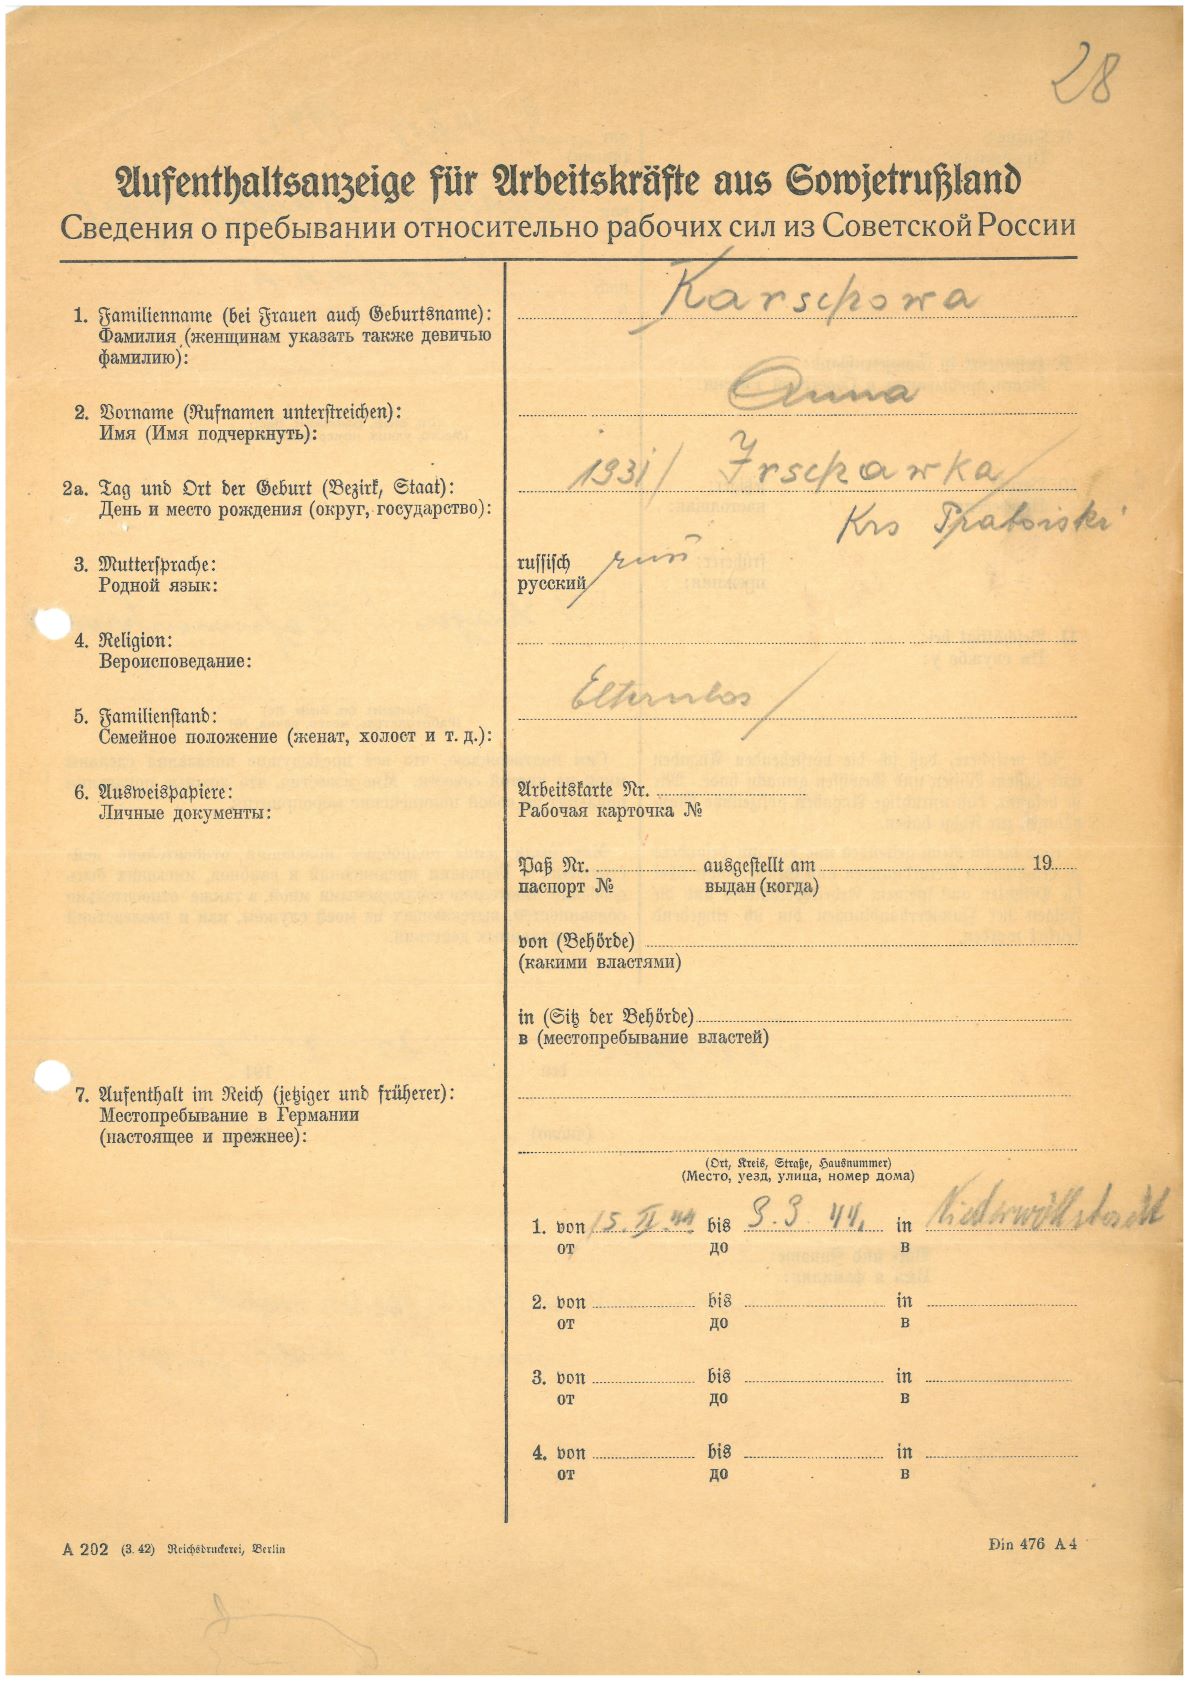 28
Aufenthaltsanzeige für Arbeitskräfte aus Sowjetrußland
Сведения о пребывании относительно рабочих сил из Советской России
1. Familienname (bei Frauen auch Geburtsname): Karschowa
Фамилия (женщинам указать также девичью
фамилию):
2. Vorname (Rufnamen unterstreichen): Anna
Имя (Имя подчеркнуть):
2a. Tag und Ort der Geburt (Bezirk, Staat): 1931 / Irschawka /
День и место рождения (округ, государство): Krs
3. Muttersprache: russisch russ
Родной язык: русский
4. Religion:
Вероисповедание:
5. Familienstand: Elternlos /
Семейное положение (женат, холост и т. д.):
6. Ausweispapiere: Arbeitskarte Nr.
Личные документы: Рабочая карточка №
Paß Nr. ausgestellt am 19
паспорт № выдан (когда)
von (Behörde)
(какими властями)
in (Sitz der Behörde)
в (местопребывание властей)
7. Aufenthalt im Reich (jetziger und früherer):
Местопребывание в Германии
(настоящее и прежнее):
(Ort, Kreis, Straße, Hausnummer)
(Место, уезд, улица, номер дома)
1. von 15. II. 44 bis 3. 3. 44. in Niederwöllstadt
от до в
2. von bis in
от до в
3. von bis in
от до в
4. von bis in
от до в
A 202 (3. 42) Reichsdruckerei, Berlin Din 476 A 4